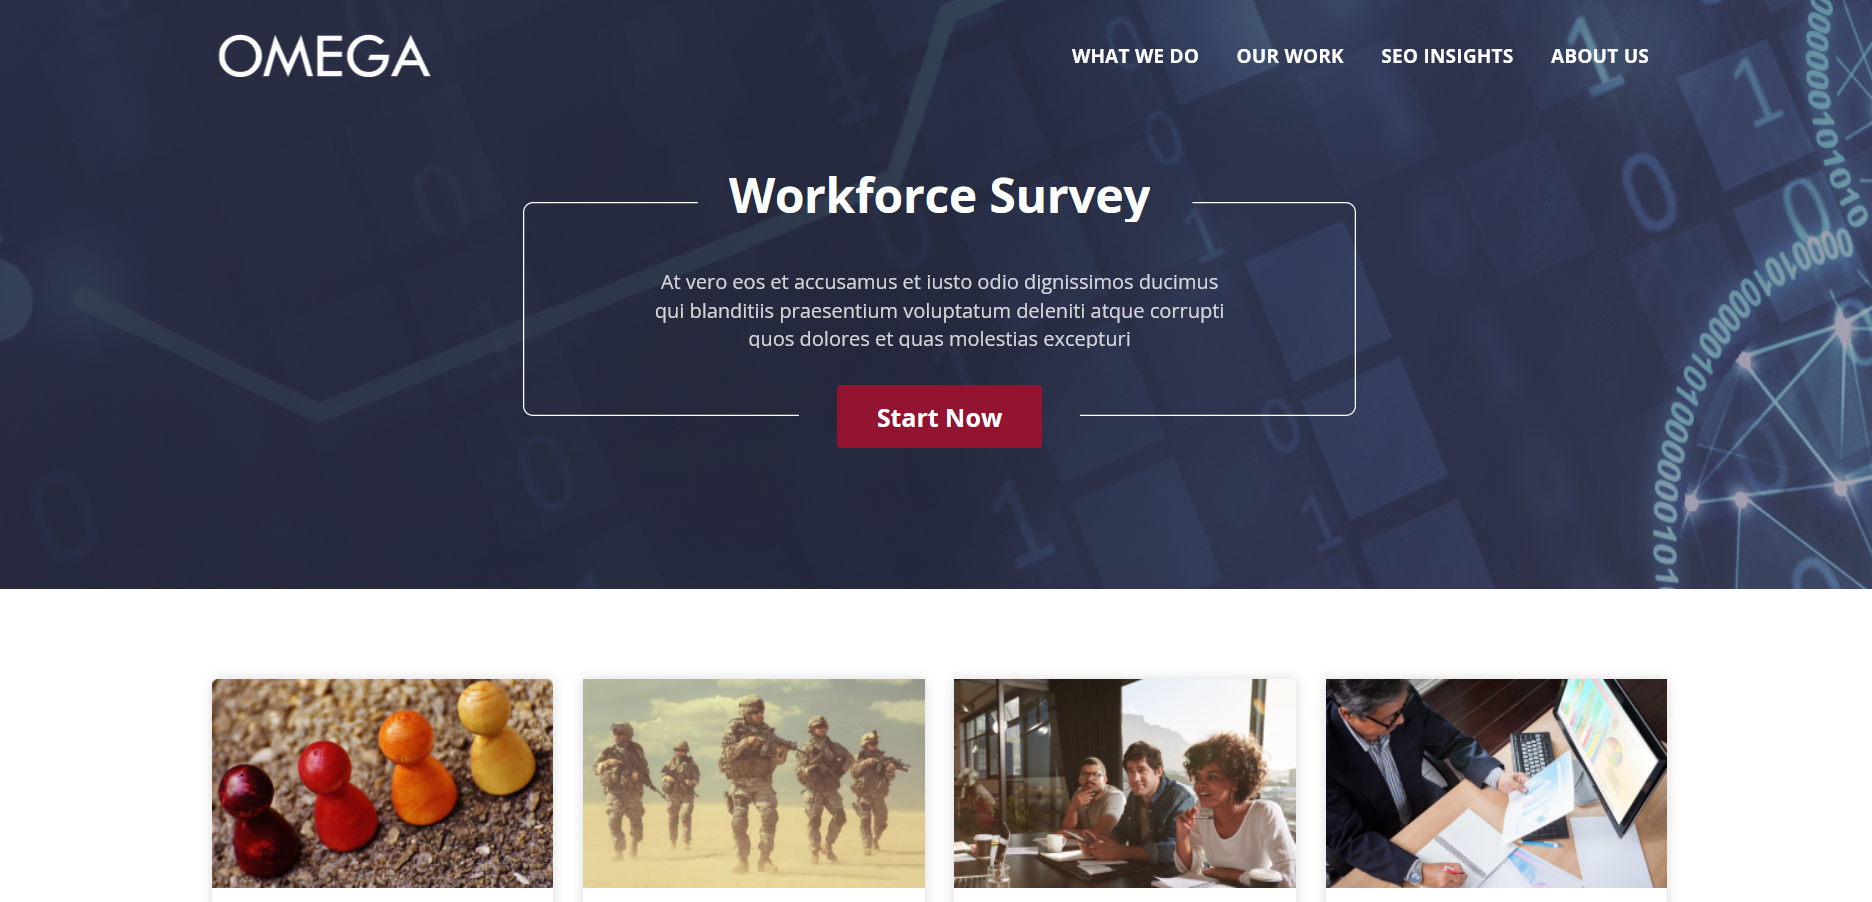 OMEGA
WHAT WE DO
OUR WORK
SEO INSIGHTS
ABOUT US
Workforce Survey
At vero eos et accusamus et iusto odio dignissimos ducimus
qui blanditiis praesentium voluptatum deleniti atque corrupti
quos dolores et quas molestias excepturi
Start Now